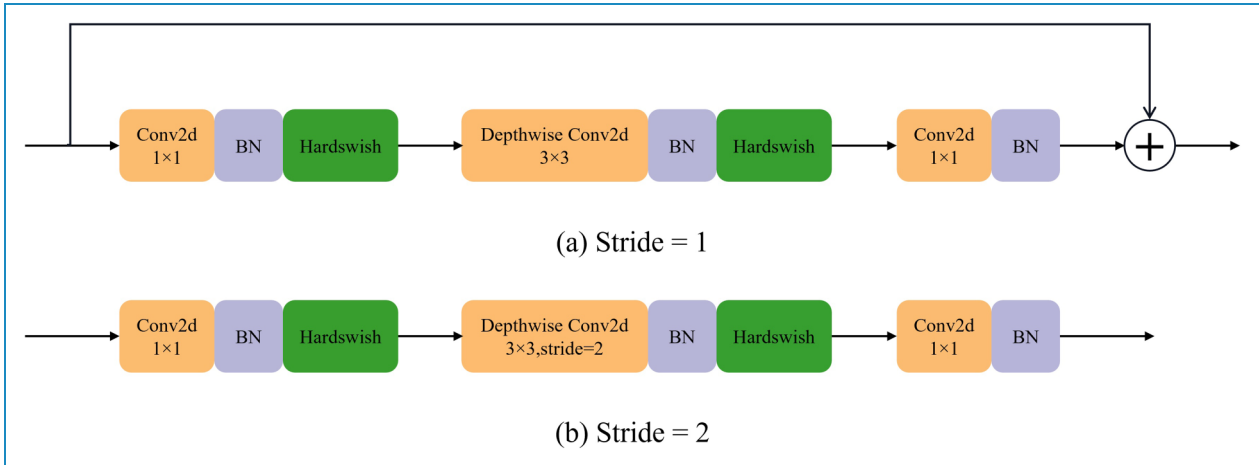 Conv2d
1×1
BN
Hardswish
Depthwise Conv2d
3×3
BN
Hardswish
Conv2d
1×1
BN
+
(a) Stride = 1
Conv2d
1×1
BN
Hardswish
Depthwise Conv2d
3×3,stride=2
BN
Hardswish
Conv2d
1×1
BN
(b) Stride = 2